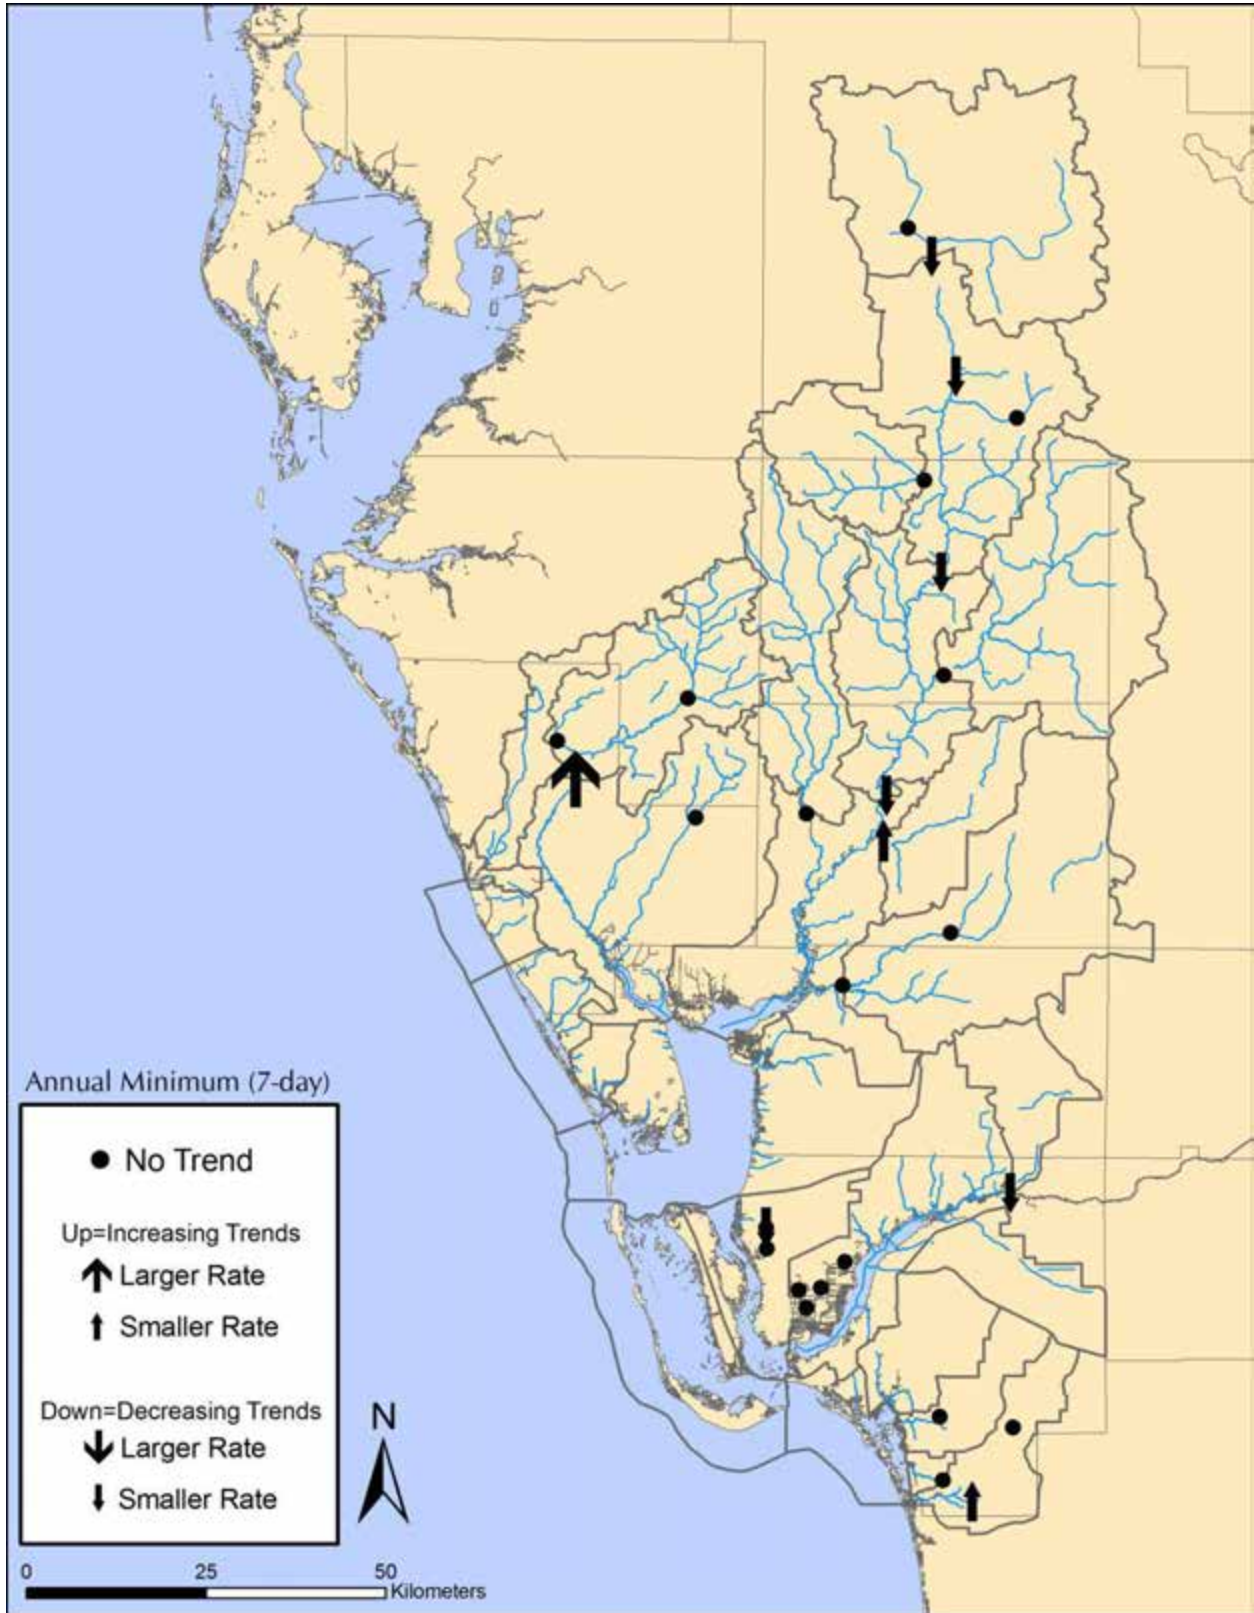 Annual Minimum (7-day)
No Trend
Up=Increasing Trends
Larger Rate
Smaller Rate
Down=Decreasing Trends
Larger Rate
Smaller Rate
N
0 25 50
Kilometers